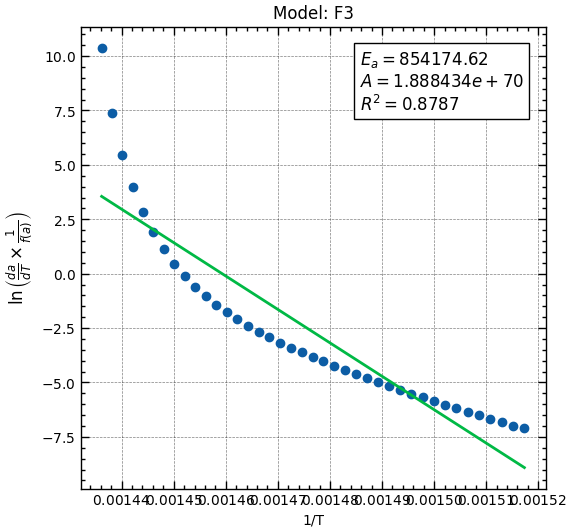 Model: F3
10.0
7.5
5.0
2.5
0.0
−2.5
−5.0
−7.5
ln(da/dT × 1/f(a))
E_a = 854174.62
A = 1.888434e + 70
R^2 = 0.8787
0.00144 0.00145 0.00146 0.00147 0.00148 0.00149 0.00150 0.00151 0.00152
1/T